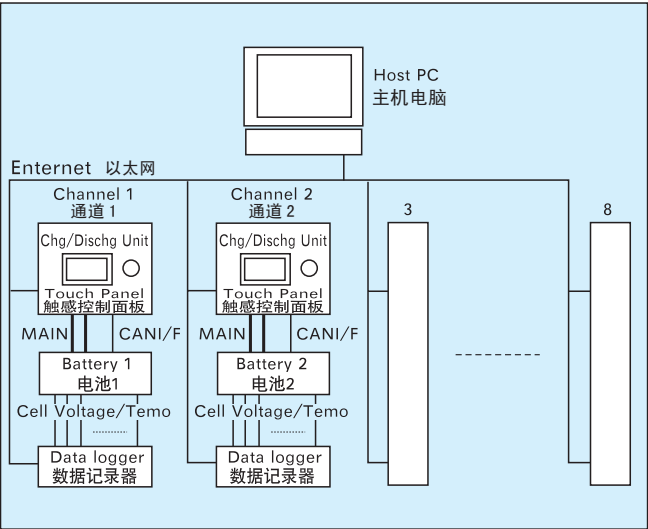 Host PC
主机电脑
Enternet 以太网
Channel 1
通道1
Chg/Dischg Unit
Touch Panel
触感控制面板
MAIN
CANI/F
Battery 1
电池1
Cell Voltage/Temo
Data logger
数据记录器
Channel 2
通道2
Chg/Dischg Unit
Touch Panel
触感控制面板
MAIN
CANI/F
Battery 2
电池2
Cell Voltage/Temo
Data logger
数据记录器
3
8